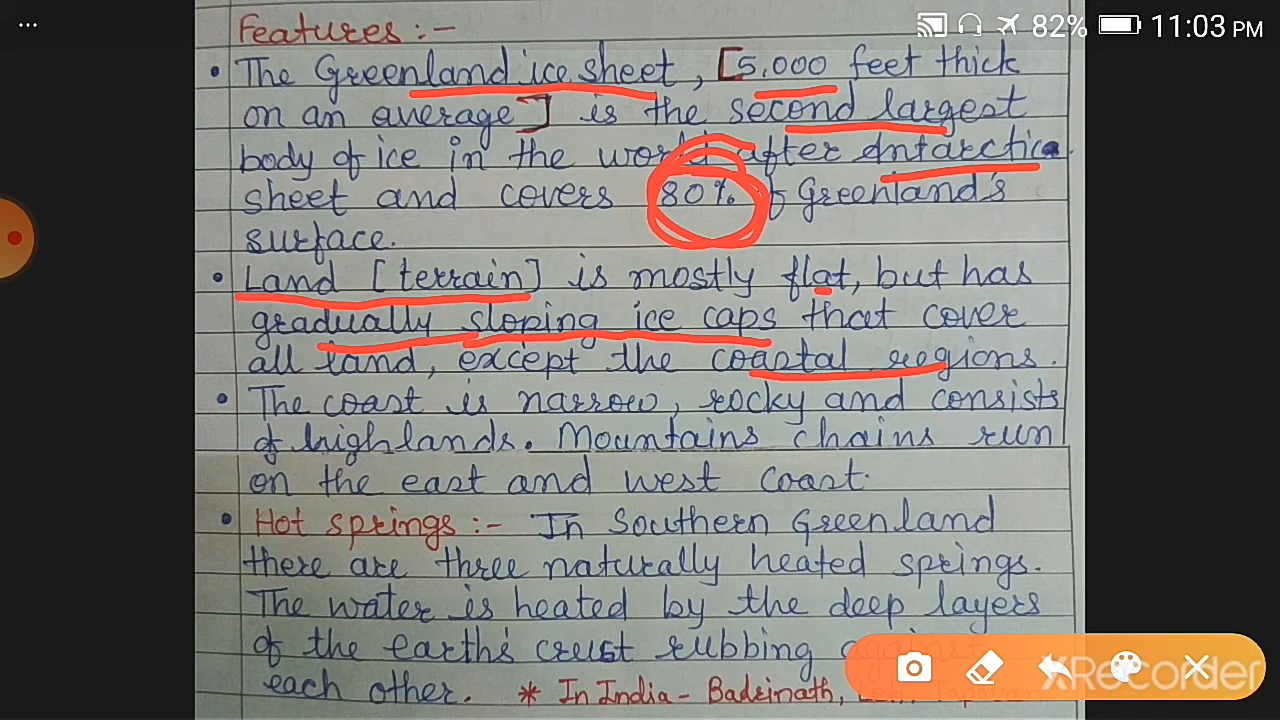 82% 11:03 PM
Features :-
• The Greenland ice sheet, [5,000 feet thick
on an average] is the second largest
body of ice in the world after Antarctica
sheet and covers 80% of Greenland's
surface.
• Land [terrain] is mostly flat, but has
gradually sloping ice caps that cover
all land, except the coastal regions.
• The coast is narrow, rocky and consists
of highlands. Mountains chains run
on the east and west coast.
• Hot springs :- In Southern Greenland
there are three naturally heated springs.
The water is heated by the deep layers
of the earth's crust rubbing against
each other. * In India - Badrinath,
XRecorder